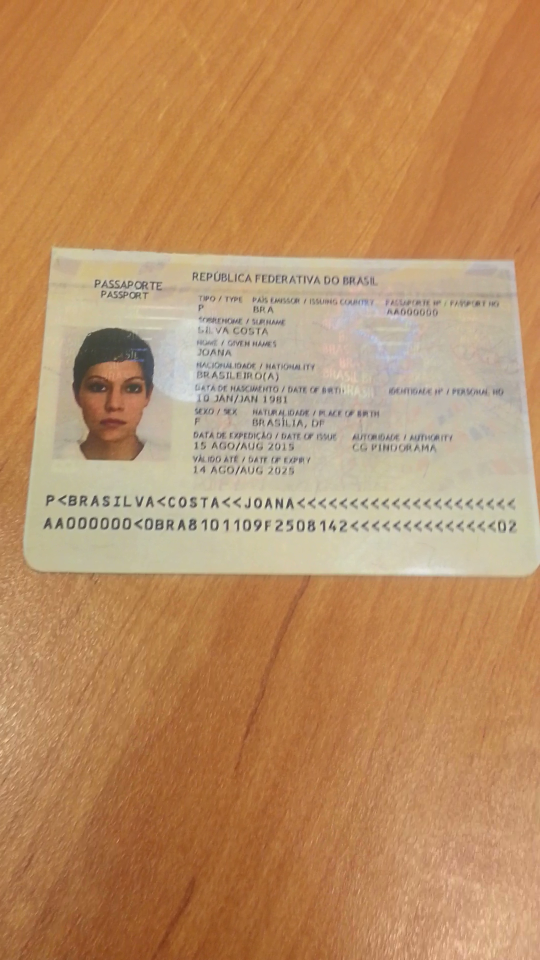 PASSAPORTE
PASSPORT
REPÚBLICA FEDERATIVA DO BRASIL
TIPO / TYPE PAÍS EMISSOR / ISSUING COUNTRY PASSAPORTE Nº / PASSPORT NO
P BRA AA000000
SOBRENOME / SURNAME
SILVA COSTA
NOME / GIVEN NAMES
JOANA
NACIONALIDADE / NATIONALITY
BRASILEIRO(A)
DATA DE NASCIMENTO / DATE OF BIRTH IDENTIDADE Nº / PERSONAL NO
10 JAN/JAN 1981
SEXO / SEX NATURALIDADE / PLACE OF BIRTH
F BRASÍLIA, DF
DATA DE EXPEDIÇÃO / DATE OF ISSUE AUTORIDADE / AUTHORITY
15 AGO/AUG 2015 CG PINDORAMA
VÁLIDO ATÉ / DATE OF EXPIRY
14 AGO/AUG 2025
P<BRASILVA<COSTA<<JOANA<<<<<<<<<<<<<<<<<<<<<
AA000000<0BRA8101109F2508142<<<<<<<<<<<<<<02